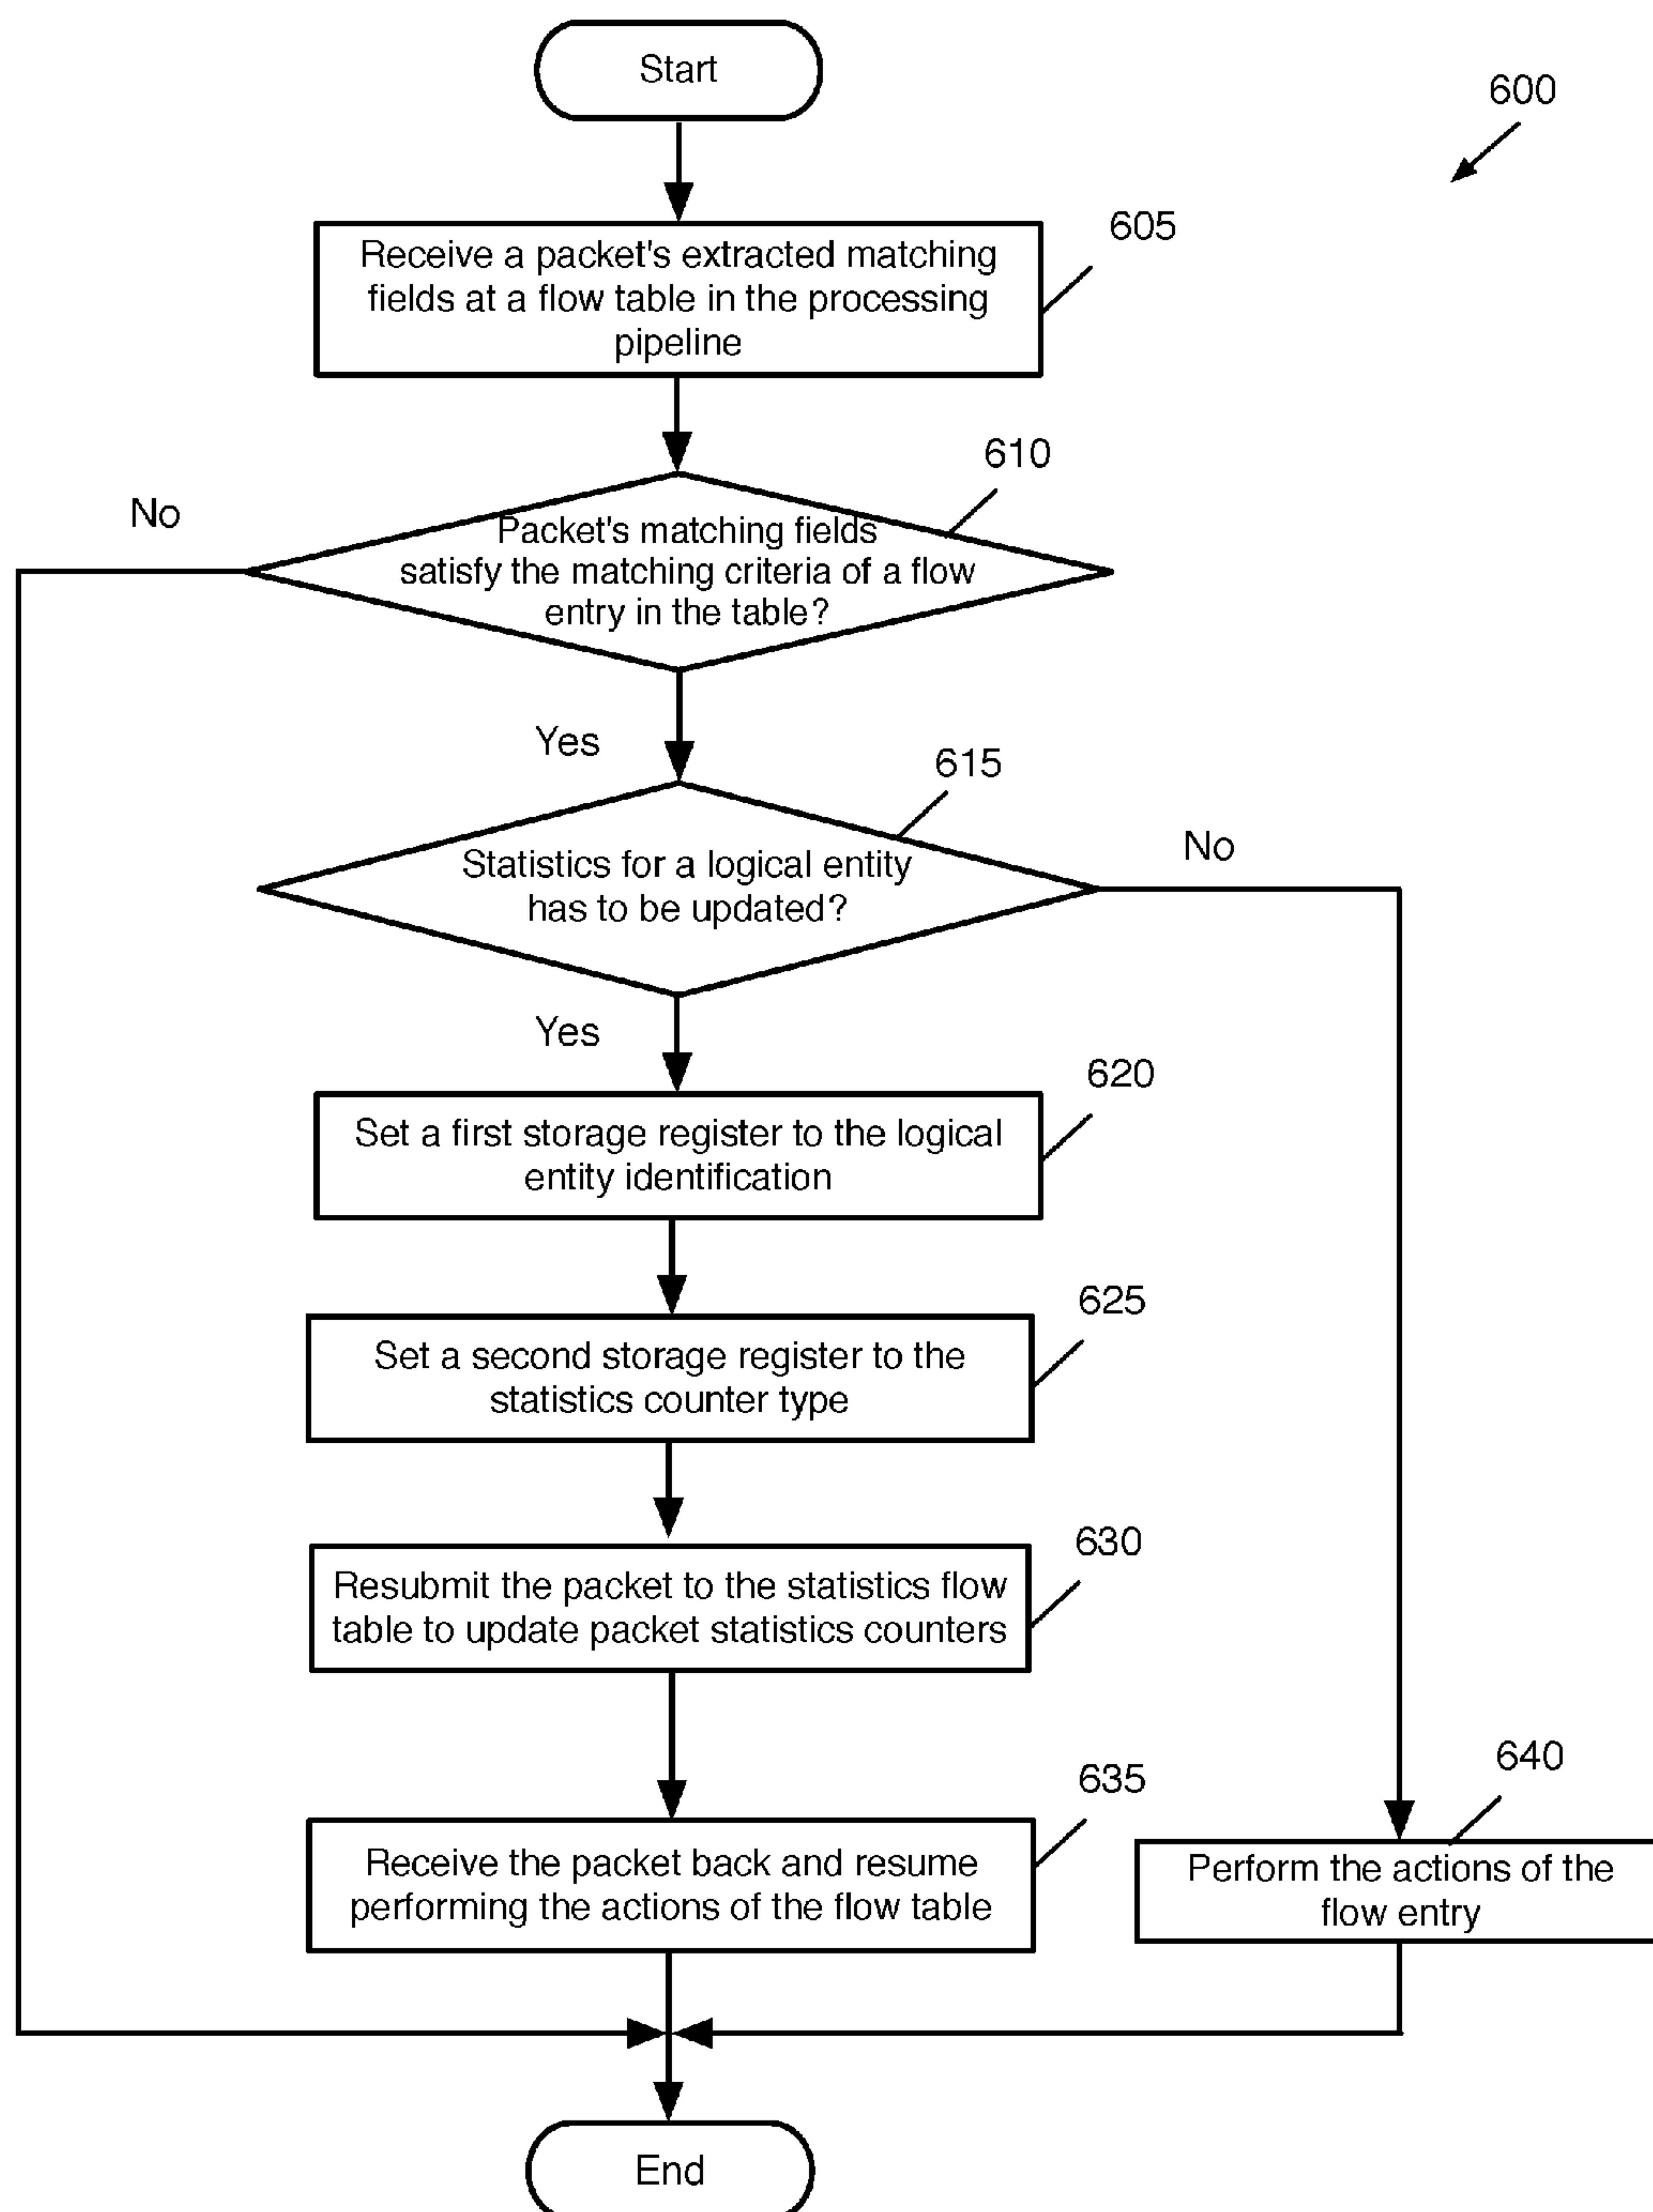 Start
600
605
Receive a packet's extracted matching
fields at a flow table in the processing
pipeline
610
No
Packet's matching fields
satisfy the matching criteria of a flow
entry in the table?
Yes
615
No
Statistics for a logical entity
has to be updated?
Yes
620
Set a first storage register to the logical
entity identification
625
Set a second storage register to the
statistics counter type
630
Resubmit the packet to the statistics flow
table to update packet statistics counters
640
635
Receive the packet back and resume
performing the actions of the flow table
Perform the actions of the
flow entry
End